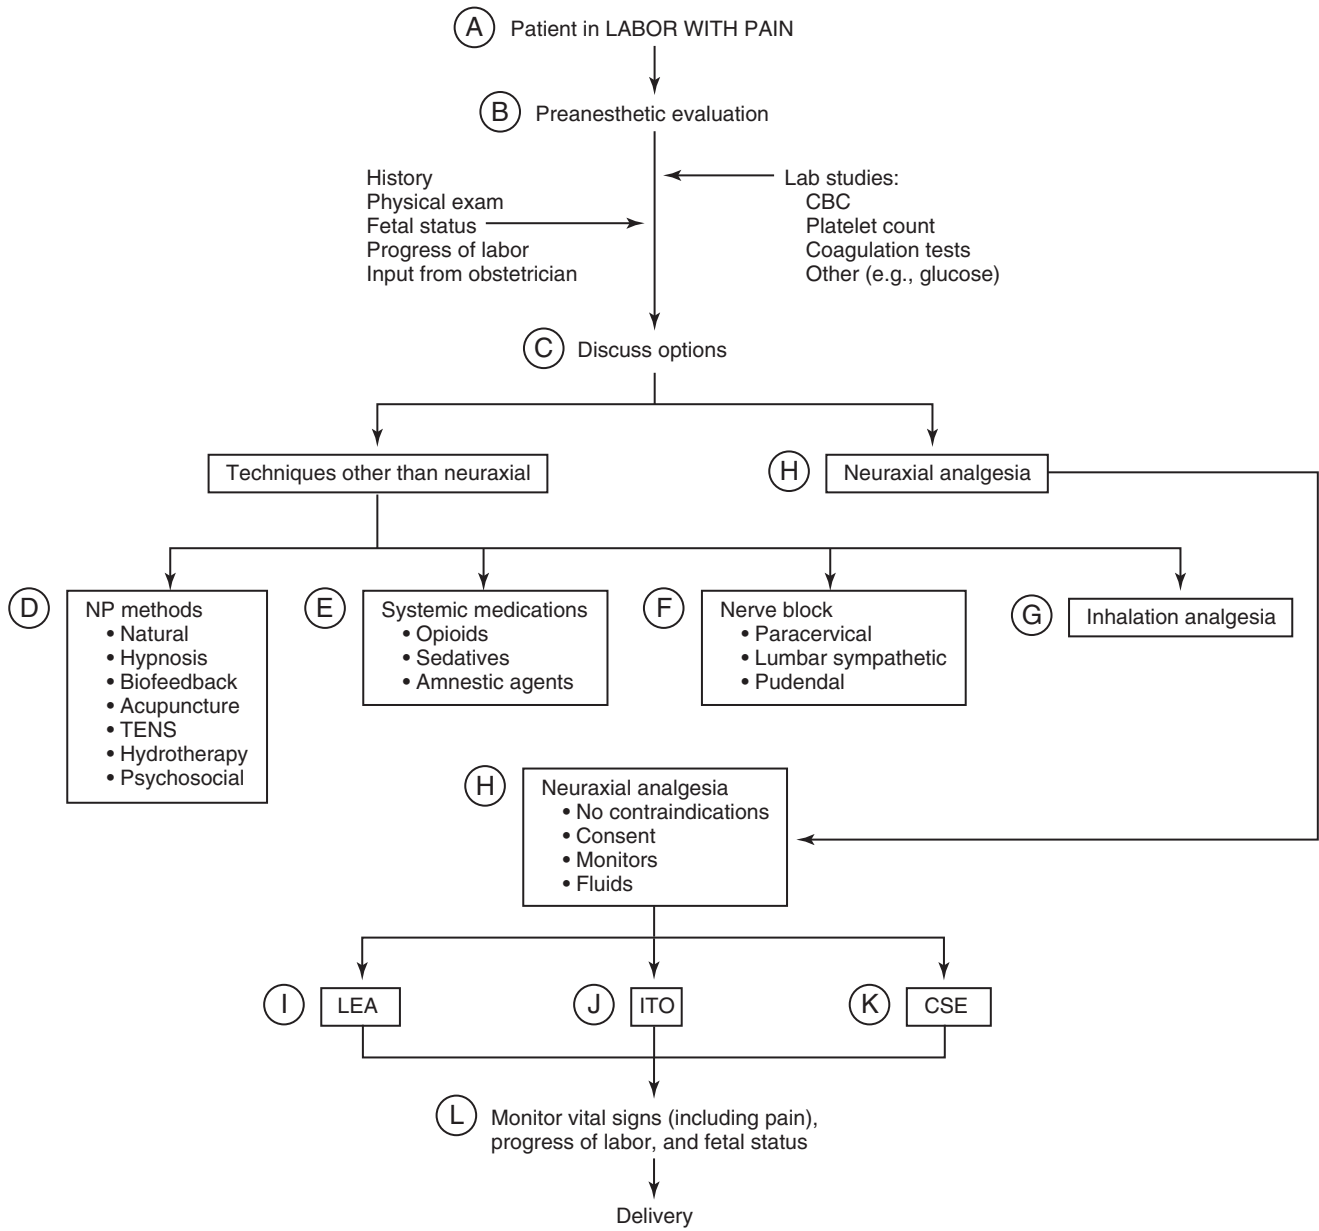 A Patient in LABOR WITH PAIN
B Preanesthetic evaluation
History
Physical exam
Fetal status
Progress of labor
Input from obstetrician
Lab studies:
CBC
Platelet count
Coagulation tests
Other (e.g., glucose)
C Discuss options
Techniques other than neuraxial
H Neuraxial analgesia
D NP methods
• Natural
• Hypnosis
• Biofeedback
• Acupuncture
• TENS
• Hydrotherapy
• Psychosocial
E Systemic medications
• Opioids
• Sedatives
• Amnestic agents
F Nerve block
• Paracervical
• Lumbar sympathetic
• Pudendal
G Inhalation analgesia
H Neuraxial analgesia
• No contraindications
• Consent
• Monitors
• Fluids
I LEA
J ITO
K CSE
L Monitor vital signs (including pain),
progress of labor, and fetal status
Delivery